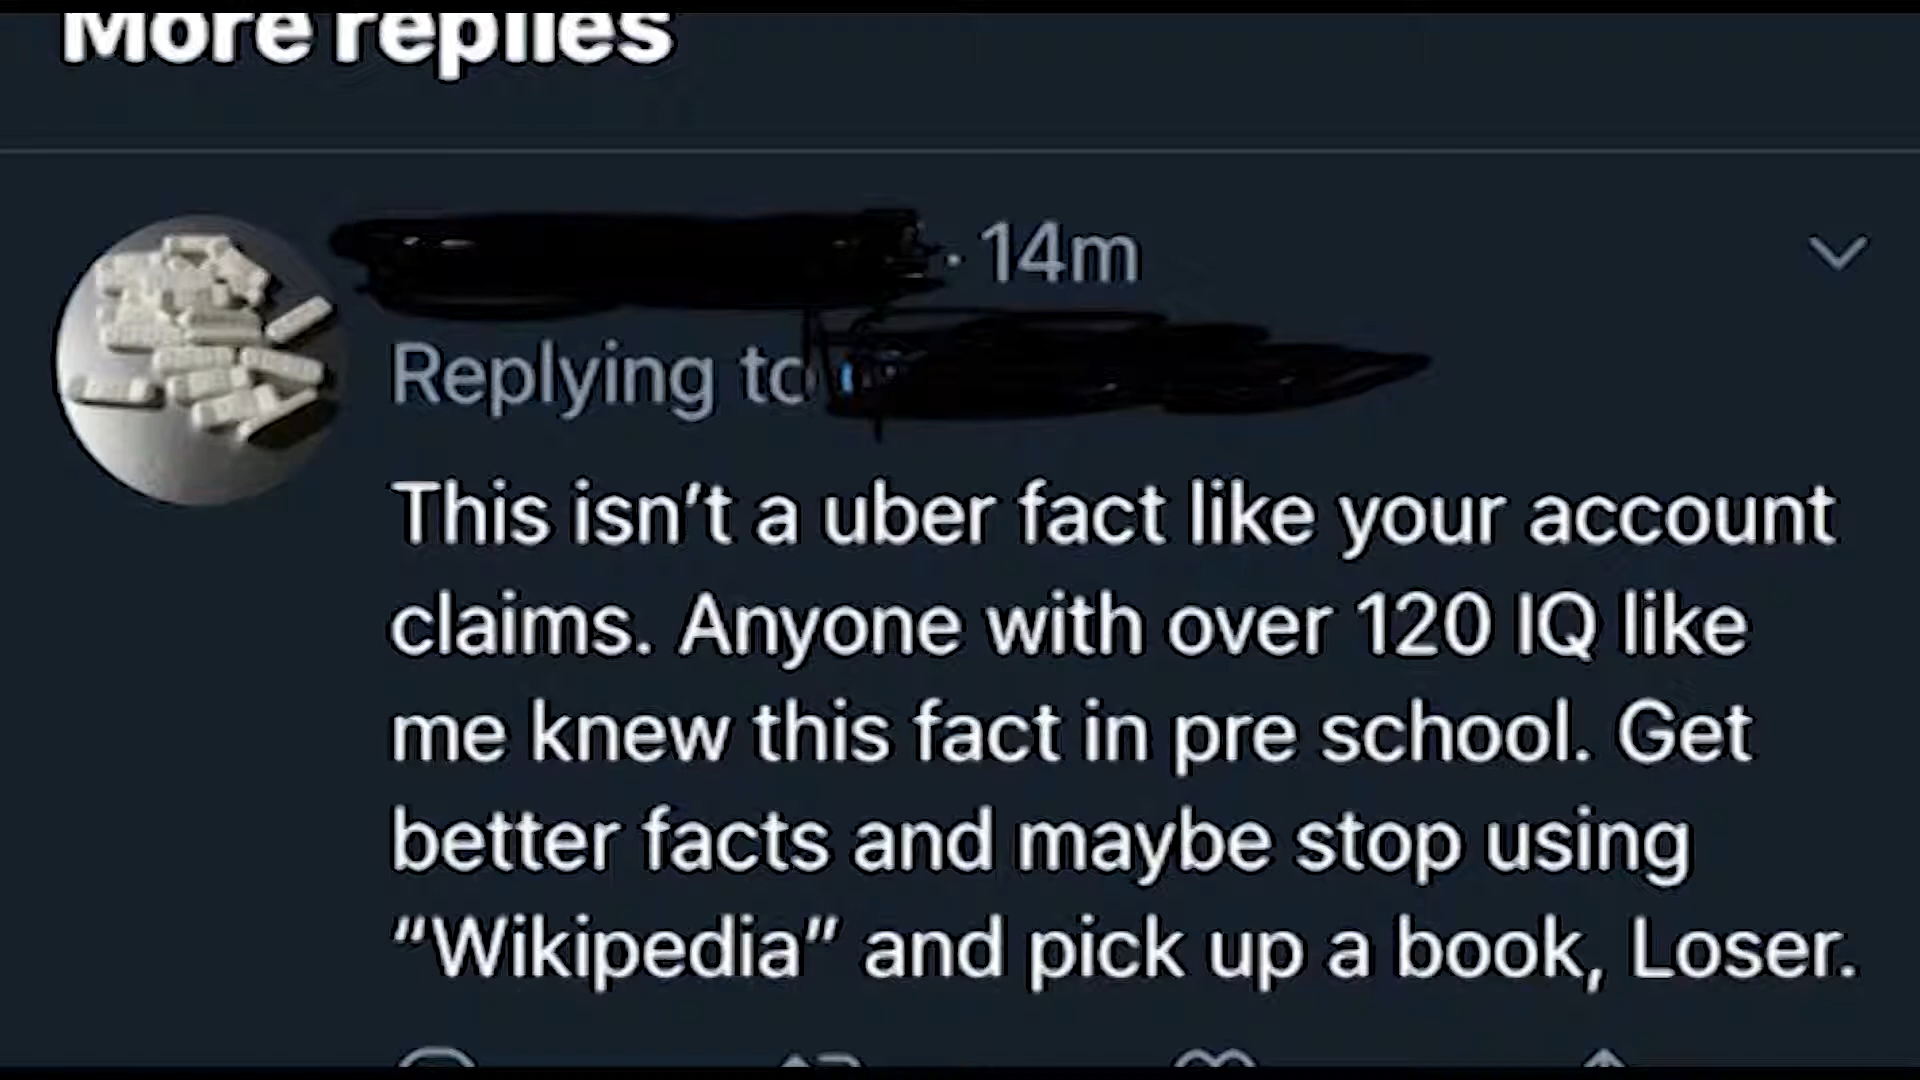 More replies
· 14m
Replying to
This isn’t a uber fact like your account
claims. Anyone with over 120 IQ like
me knew this fact in pre school. Get
better facts and maybe stop using
“Wikipedia” and pick up a book, Loser.